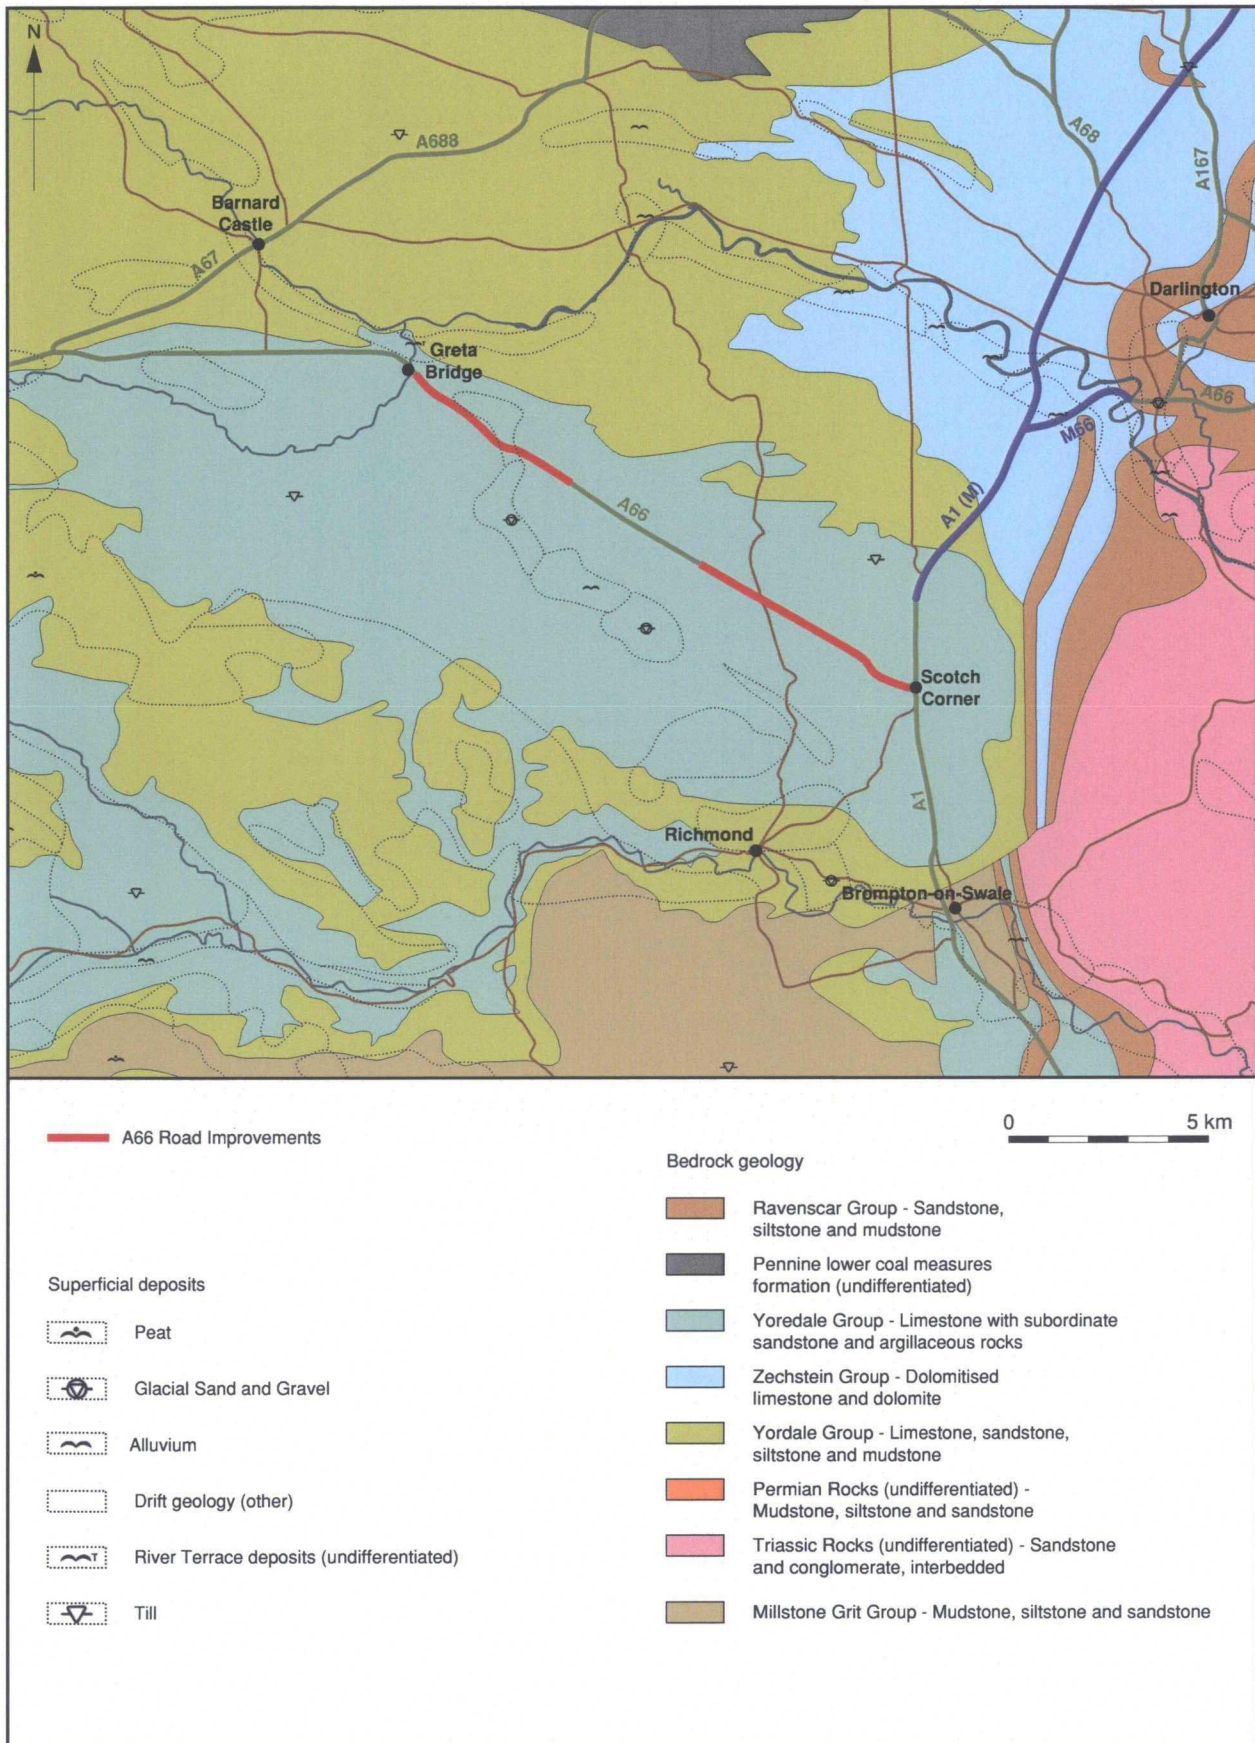 N
A688
A68
A167
Barnard
Castle
A67
Darlington
Greta
Bridge
A66
M66
A66
A1 (M)
Scotch
Corner
A1
Richmond
Brompton-on-Swale
A66 Road Improvements
0 5 km
Bedrock geology
Ravenscar Group - Sandstone,
siltstone and mudstone
Pennine lower coal measures
formation (undifferentiated)
Yoredale Group - Limestone with subordinate
sandstone and argillaceous rocks
Zechstein Group - Dolomitised
limestone and dolomite
Yordale Group - Limestone, sandstone,
siltstone and mudstone
Permian Rocks (undifferentiated) -
Mudstone, siltstone and sandstone
Triassic Rocks (undifferentiated) - Sandstone
and conglomerate, interbedded
Millstone Grit Group - Mudstone, siltstone and sandstone
Superficial deposits
Peat
Glacial Sand and Gravel
Alluvium
Drift geology (other)
T
River Terrace deposits (undifferentiated)
Till